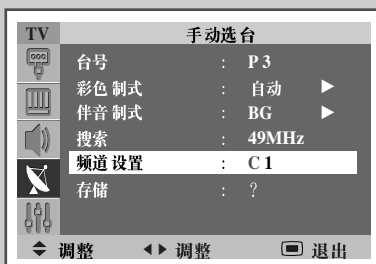 TV 手动选台
台号 : P 3
彩色 制式 : 自动 ▶
伴音 制式 : BG ▶
搜索 : 49MHz
频道 设置 : C 1
存储 : ?
调整 调整 退出